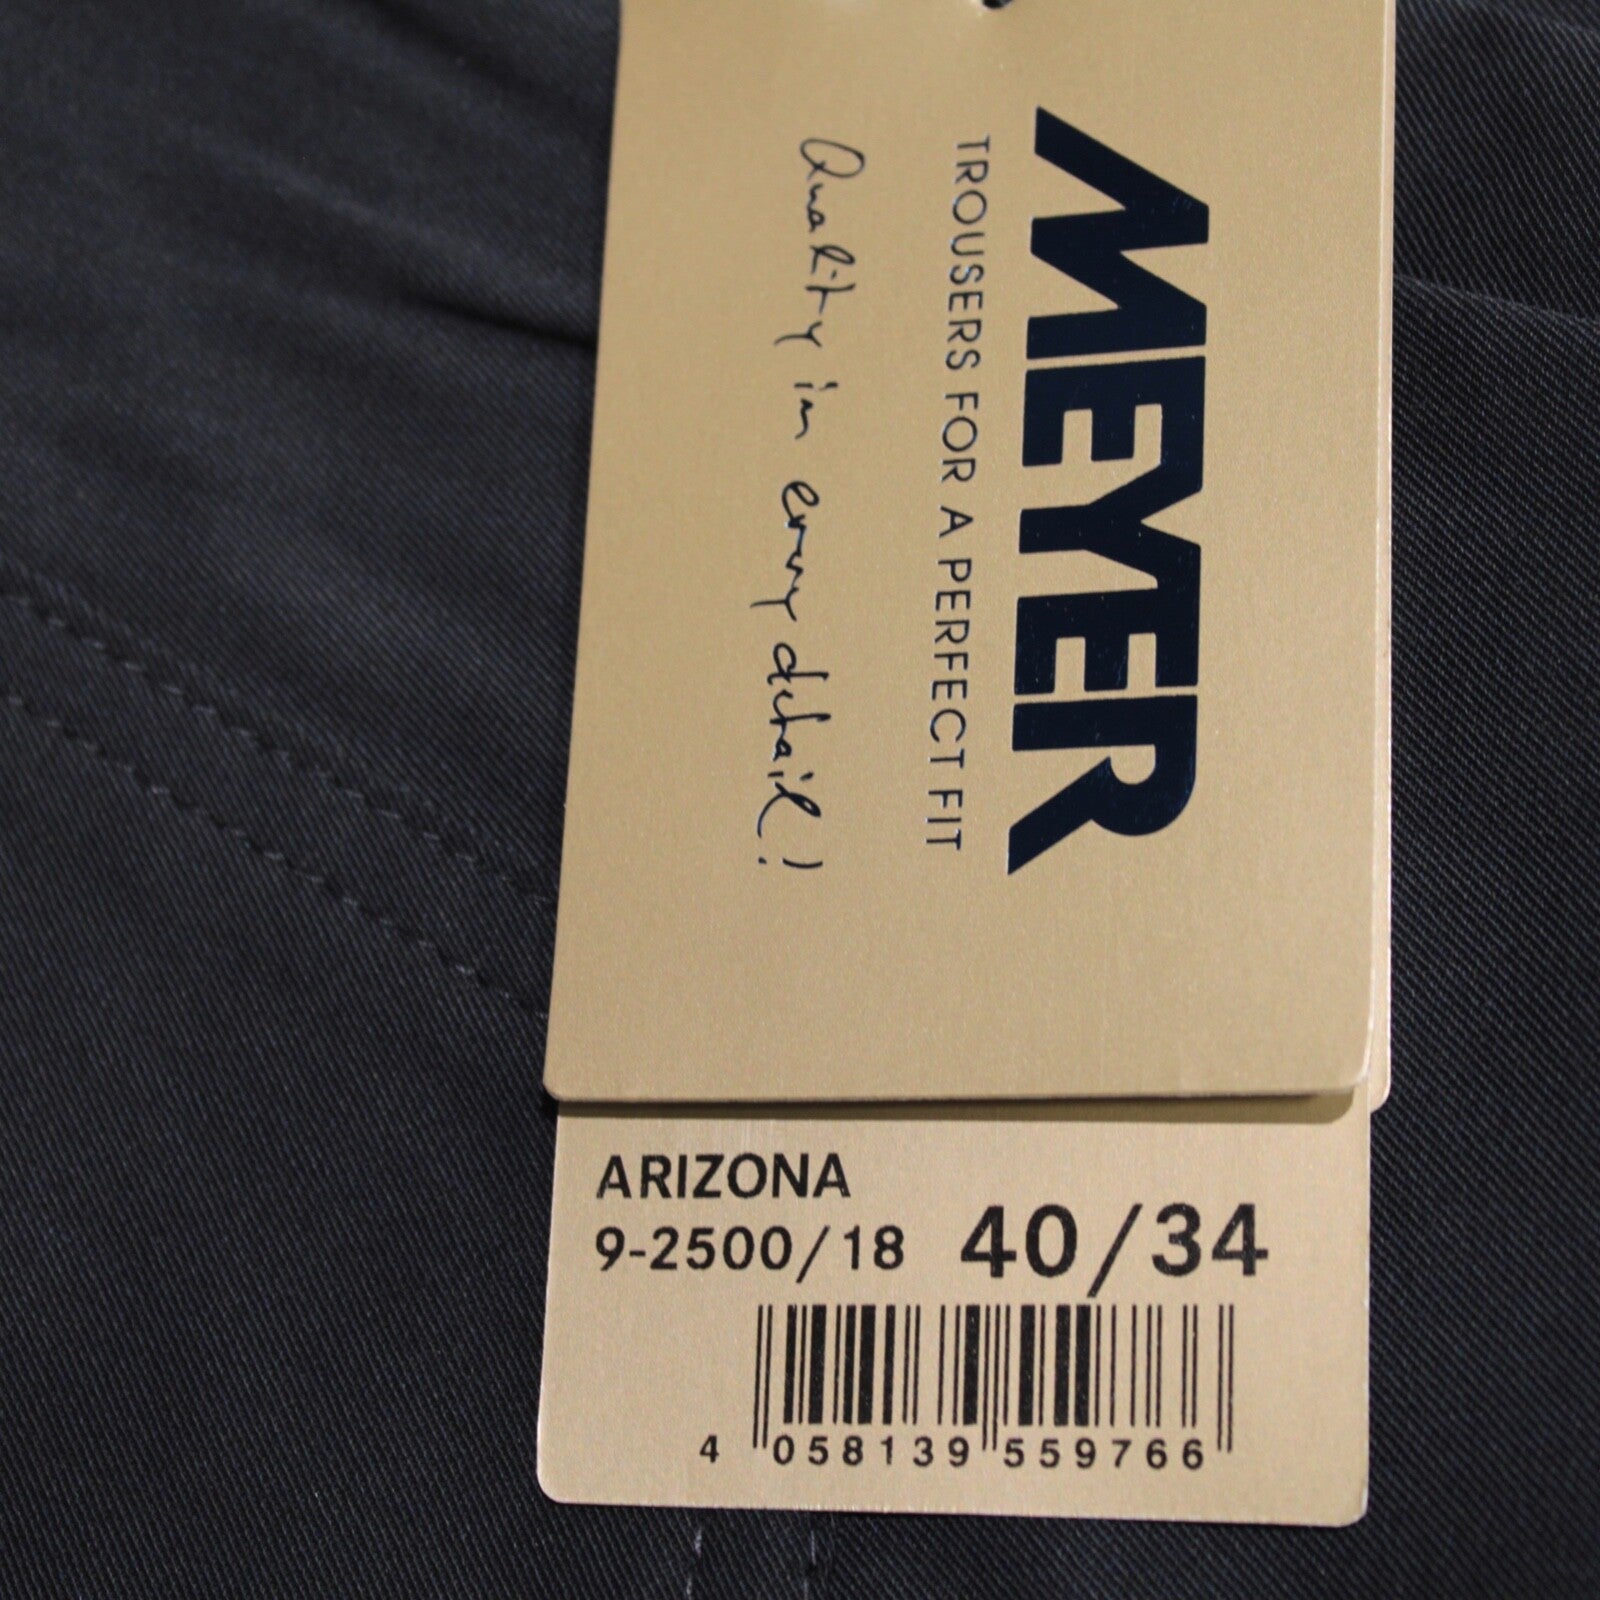 MEYER
TROUSERS FOR A PERFECT FIT
Quality in every detail!
ARIZONA
9-2500/18 40/34
4 058139 559766